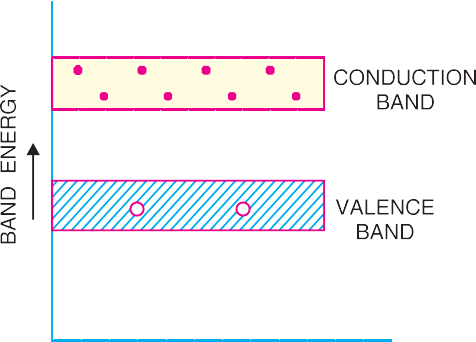 CONDUCTION
BAND
BAND ENERGY
VALENCE
BAND